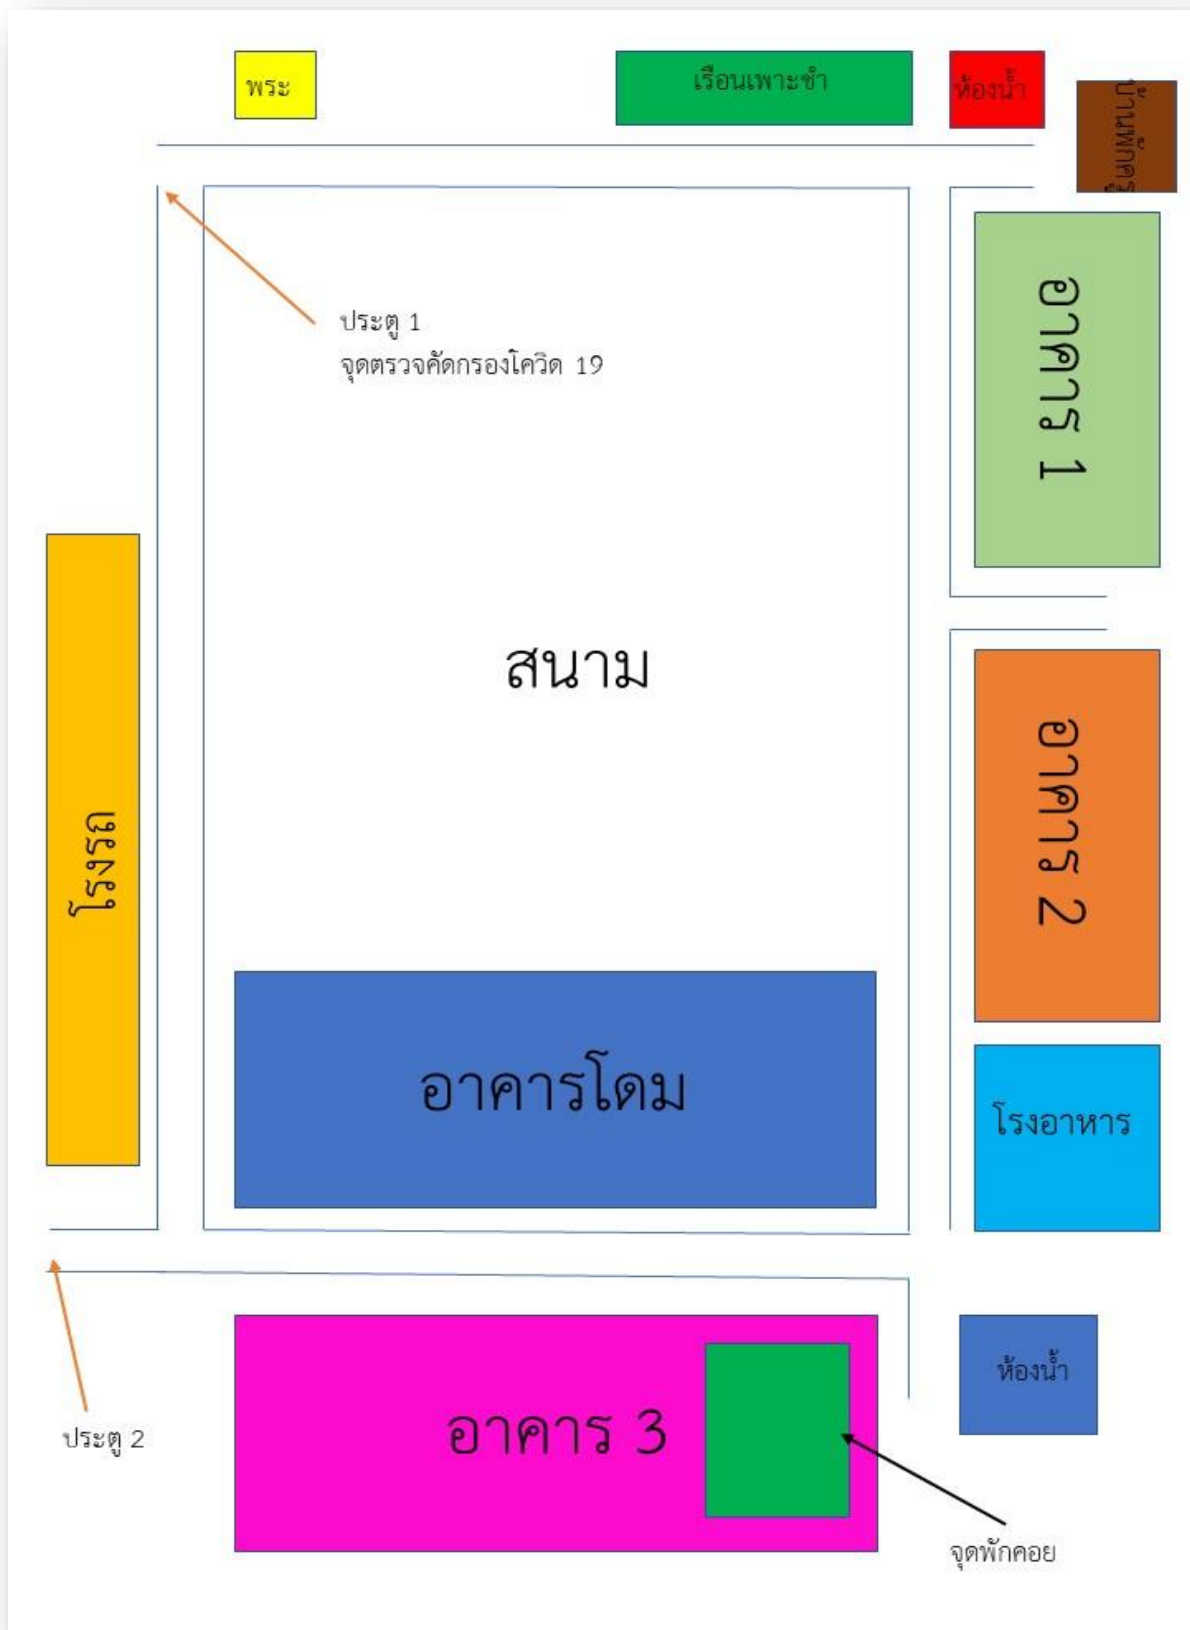 พระ
เรือนเพาะชำ
ห้องน้ำ
บ้านพักครู
ประตู 1
จุดตรวจคัดกรองโควิด 19
อาคาร 1
สนาม
โรงรถ
อาคาร 2
อาคารโดม
โรงอาหาร
ห้องน้ำ
อาคาร 3
ประตู 2
จุดพักคอย